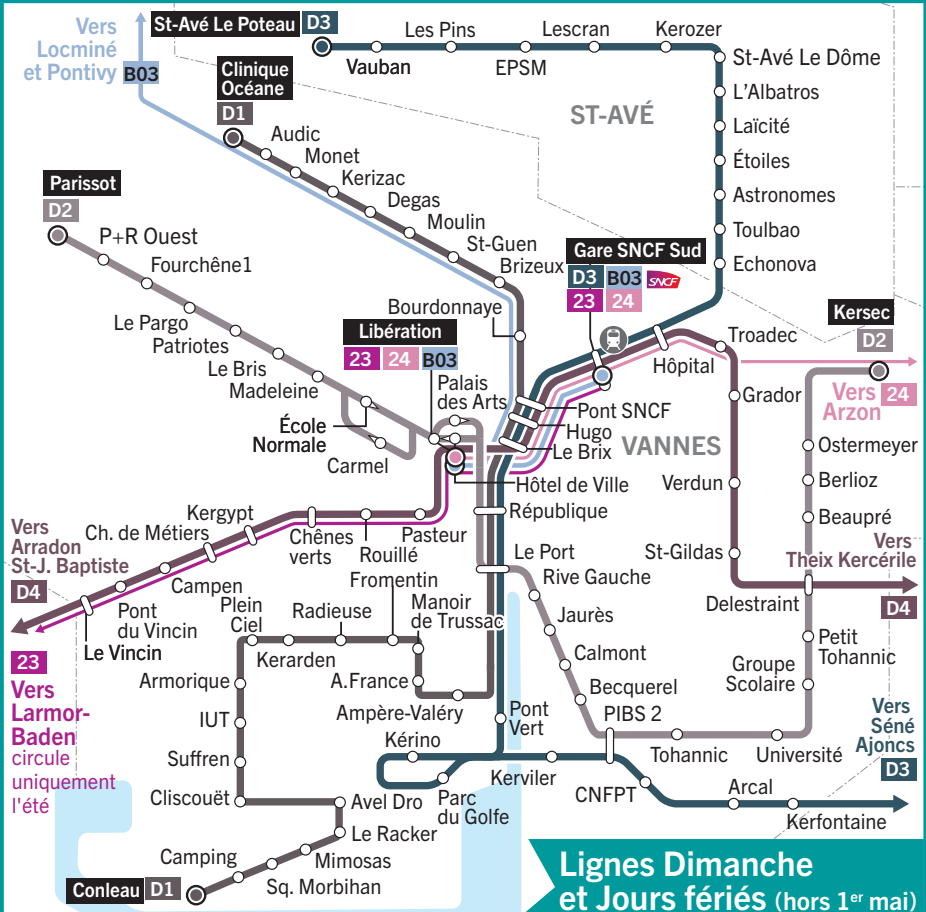 Vers
Locminé
et Pontivy B03
St-Avé Le Poteau D3
Vauban
Les Pins
EPSM
Lescran
Kerozer
St-Avé Le Dôme
L'Albatros
Laïcité
Étoiles
Astronomes
Toulbao
Echonova
ST-AVÉ
Clinique
Océane
D1
Audic
Monet
Kerizac
Degas
Moulin
St-Guen
Brizeux
Bourdonnaye
Parissot
D2
P+R Ouest
Fourchêne1
Le Pargo
Patriotes
Le Bris
Madeleine
École
Normale
Carmel
Libération
23 24 B03
Palais
des Arts
Gare SNCF Sud
D3 B03 SNCF
23 24
Hôpital
Troadec
Kersec
D2
Vers 24
Arzon
Grador
Pont SNCF
Hugo
Le Brix
VANNES
Hôtel de Ville
République
Verdun
St-Gildas
Ostermeyer
Berlioz
Beaupré
Vers
Theix Kercérile
D4
Delestraint
Petit
Tohannic
Groupe
Scolaire
Le Port
Rive Gauche
Jaurès
Calmont
Becquerel
PIBS 2
Tohannic
Université
Vers
Arradon
St-J. Baptiste
D4
Ch. de Métiers
Kergypt
Chênes
verts
Rouillé
Pasteur
Campen
Pont
du Vincin
Le Vincin
23
Vers
Larmor-
Baden
circule
uniquement
l'été
Plein
Ciel
Radieuse
Fromentin
Manoir
de Trussac
Kerarden
A.France
Ampère-Valéry
Armorique
IUT
Suffren
Cliscouët
Avel Dro
Le Racker
Mimosas
Sq. Morbihan
Camping
Conleau D1
Pont
Vert
Kérino
Parc
du Golfe
Kerviler
CNFPT
Arcal
Kerfontaine
Vers
Séné
Ajoncs
D3
Lignes Dimanche
et Jours fériés (hors 1er mai)